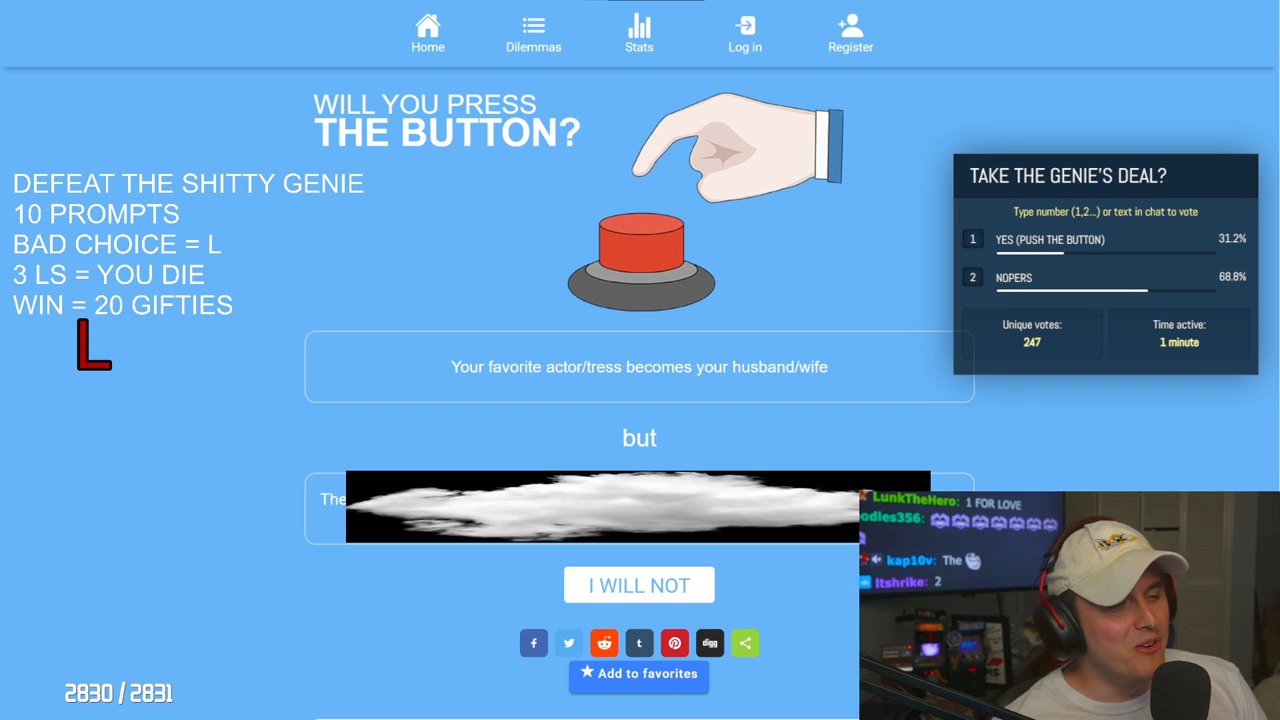 Home
Dilemmas
Stats
Log in
Register
WILL YOU PRESS
THE BUTTON?
DEFEAT THE SHITTY GENIE
10 PROMPTS
BAD CHOICE = L
3 LS = YOU DIE
WIN = 20 GIFTIES
L
TAKE THE GENIE'S DEAL?
Type number (1,2...) or text in chat to vote
1 YES (PUSH THE BUTTON) 31.2%
2 NOPERS 68.8%
Unique votes:
247
Time active:
1 minute
Your favorite actor/tress becomes your husband/wife
but
The
LunkTheHero: 1 FOR LOVE
oodles356:
kap10v: The
Itshrike: 2
I WILL NOT
f
t
digg
Add to favorites
2830 / 2831